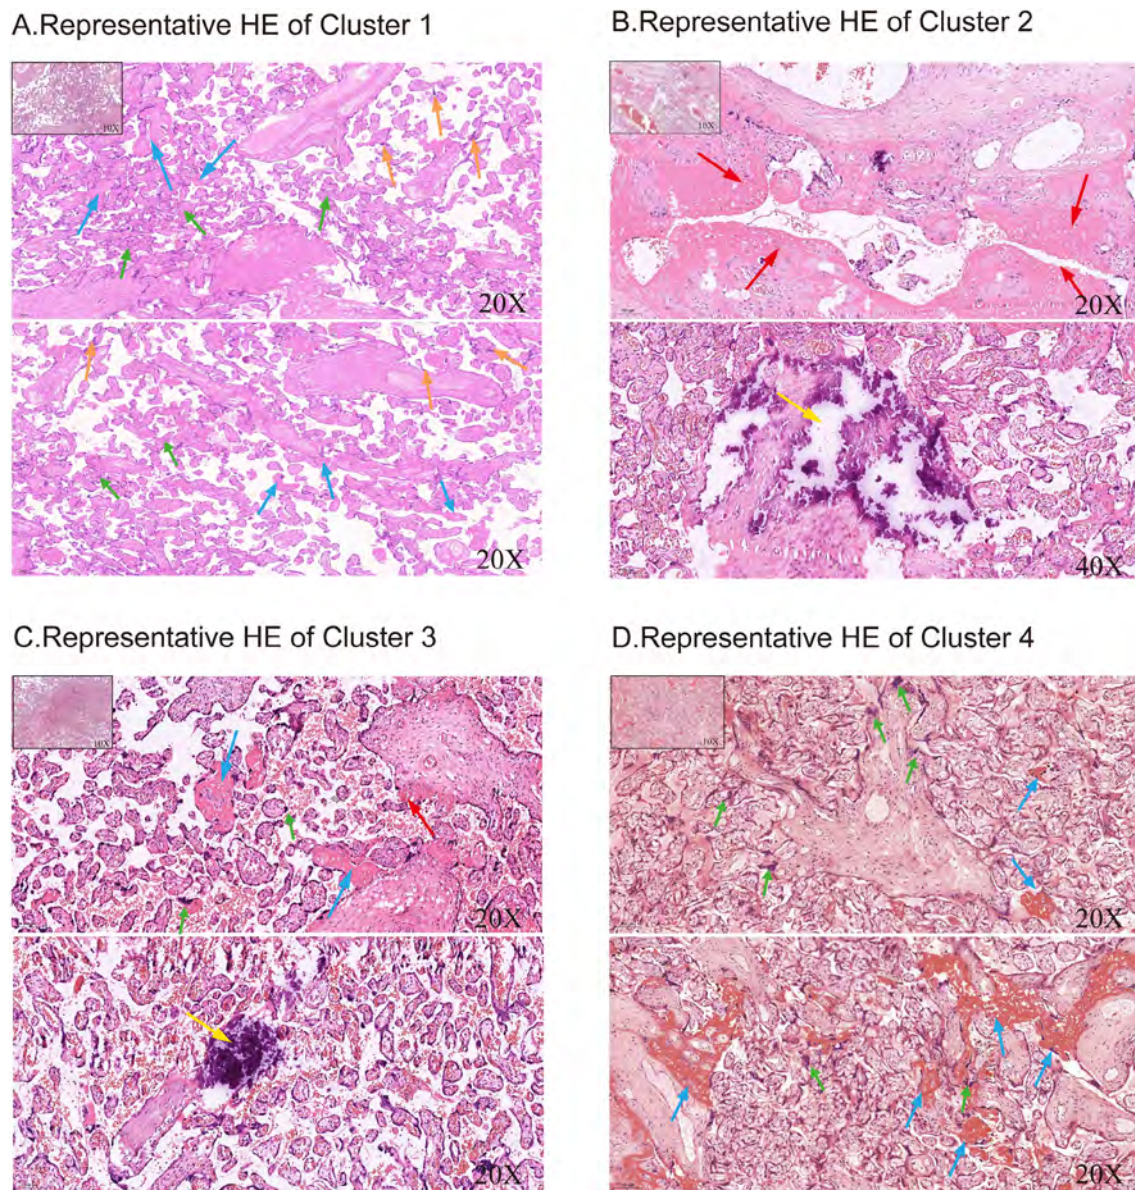 A.Representative HE of Cluster 1
B.Representative HE of Cluster 2
10X
10X
20X
20X
20X
40X
C.Representative HE of Cluster 3
D.Representative HE of Cluster 4
10X
10X
20X
20X
20X
20X